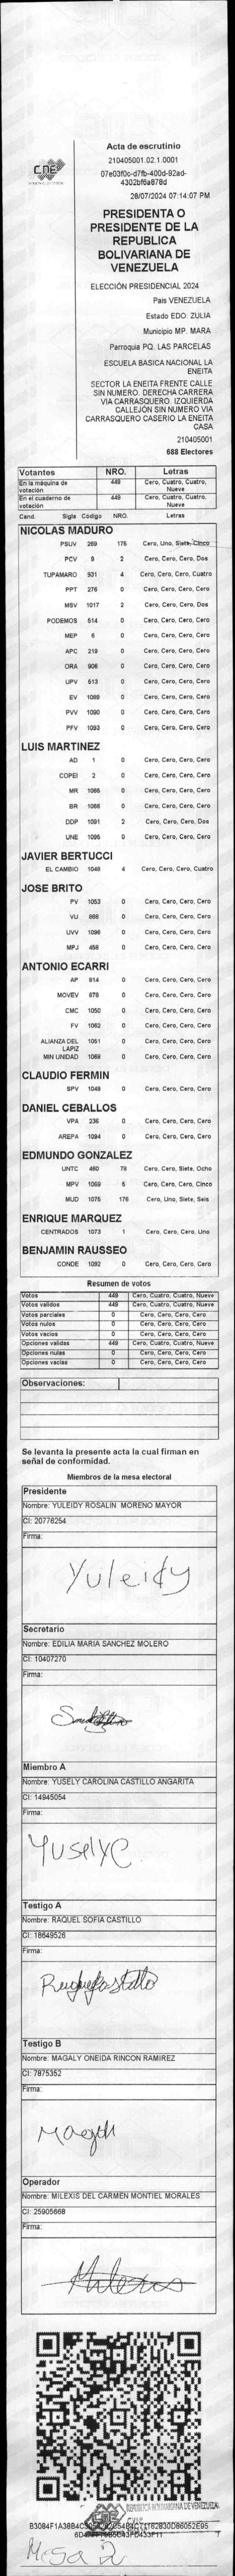 CNE
Acta de escrutinio
210405001.02.1.0001
28/07/2024 07:14:07 PM
PRESIDENTA O
PRESIDENTE DE LA
REPUBLICA
BOLIVARIANA DE
VENEZUELA
ELECCIÓN PRESIDENCIAL 2024
Pais VENEZUELA
Estado EDO. ZULIA
Municipio MP. MARA
Parroquia PQ. LAS PARCELAS
ESCUELA BASICA NACIONAL LA
ENEITA
SECTOR LA ENEITA FRENTE CALLE
SIN NUMERO. DERECHA CARRERA
VIA CARRASQUERO. IZQUIERDA
CALLEJÓN SIN NUMERO VIA
CARRASQUERO CASERIO LA ENEITA
CASA
210405001
688 Electores
Votantes NRO. Letras
En la máquina de votación 449 Cero, Cuatro, Cuatro, Nueve
En el cuaderno de votación 449 Cero, Cuatro, Cuatro, Nueve
Cand. Sigla Codigo NRO. Letras
NICOLAS MADURO
PSUV 269 175 Cero, Uno, Siete, Cinco
PCV 9 2 Cero, Cero, Cero, Dos
TUPAMARO 931 4 Cero, Cero, Cero, Cuatro
PPT 276 0 Cero, Cero, Cero, Cero
MSV 1017 2 Cero, Cero, Cero, Dos
PODEMOS 514 0 Cero, Cero, Cero, Cero
MEP 6 0 Cero, Cero, Cero, Cero
APC 219 0 Cero, Cero, Cero, Cero
ORA 906 0 Cero, Cero, Cero, Cero
UPV 513 0 Cero, Cero, Cero, Cero
EV 1089 0 Cero, Cero, Cero, Cero
PVV 1090 0 Cero, Cero, Cero, Cero
PFV 1093 0 Cero, Cero, Cero, Cero
LUIS MARTINEZ
AD 1 0 Cero, Cero, Cero, Cero
COPEI 2 0 Cero, Cero, Cero, Cero
MR 1065 0 Cero, Cero, Cero, Cero
BR 1066 0 Cero, Cero, Cero, Cero
DDP 1091 2 Cero, Cero, Cero, Dos
UNE 1095 0 Cero, Cero, Cero, Cero
JAVIER BERTUCCI
EL CAMBIO 1048 4 Cero, Cero, Cero, Cuatro
JOSE BRITO
PV 1053 0 Cero, Cero, Cero, Cero
VU 868 0 Cero, Cero, Cero, Cero
UVV 1096 0 Cero, Cero, Cero, Cero
MPJ 458 0 Cero, Cero, Cero, Cero
ANTONIO ECARRI
AP 814 0 Cero, Cero, Cero, Cero
MOVEV 878 0 Cero, Cero, Cero, Cero
CMC 1050 0 Cero, Cero, Cero, Cero
FV 1062 0 Cero, Cero, Cero, Cero
ALIANZA DEL LAPIZ 1051 0 Cero, Cero, Cero, Cero
MIN UNIDAD 1068 0 Cero, Cero, Cero, Cero
CLAUDIO FERMIN
SPV 1049 0 Cero, Cero, Cero, Cero
DANIEL CEBALLOS
VPA 236 0 Cero, Cero, Cero, Cero
AREPA 1094 0 Cero, Cero, Cero, Cero
EDMUNDO GONZALEZ
UNTC 460 78 Cero, Cero, Siete, Ocho
MPV 1069 5 Cero, Cero, Cero, Cinco
MUD 1075 176 Cero, Uno, Siete, Seis
ENRIQUE MARQUEZ
CENTRADOS 1073 1 Cero, Cero, Cero, Uno
BENJAMIN RAUSSEO
CONDE 1092 0 Cero, Cero, Cero, Cero
Resumen de votos
Votos 449 Cero, Cuatro, Cuatro, Nueve
Votos validos 449 Cero, Cuatro, Cuatro, Nueve
Votos parciales 0 Cero, Cero, Cero, Cero
Votos nulos 0 Cero, Cero, Cero, Cero
Votos vacios 0 Cero, Cero, Cero, Cero
Opciones validas 449 Cero, Cuatro, Cuatro, Nueve
Opciones nulas 0 Cero, Cero, Cero, Cero
Opciones vacias 0 Cero, Cero, Cero, Cero
Observaciones:
Se levanta la presente acta la cual firman en
señal de conformidad.
Miembros de la mesa electoral
Presidente
Nombre: YULEIDY ROSALIN MORENO MAYOR
CI: 20776254
Firma:
Yuleidy
Secretario
Nombre: EDILIA MARIA SANCHEZ MOLERO
CI: 10407270
Firma:
Miembro A
Nombre: YUSELY CAROLINA CASTILLO ANGARITA
CI: 14945054
Firma:
YuselyC
Testigo A
Nombre: RAQUEL SOFIA CASTILLO
CI: 18649526
Firma:
Testigo B
Nombre: MAGALY ONEIDA RINCON RAMIREZ
CI: 7875352
Firma:
Operador
Nombre: MILEXIS DEL CARMEN MONTIEL MORALES
CI: 25905668
Firma:
REPÚBLICA BOLIVARIANA DE VENEZUELA
CNE
Mesa 2